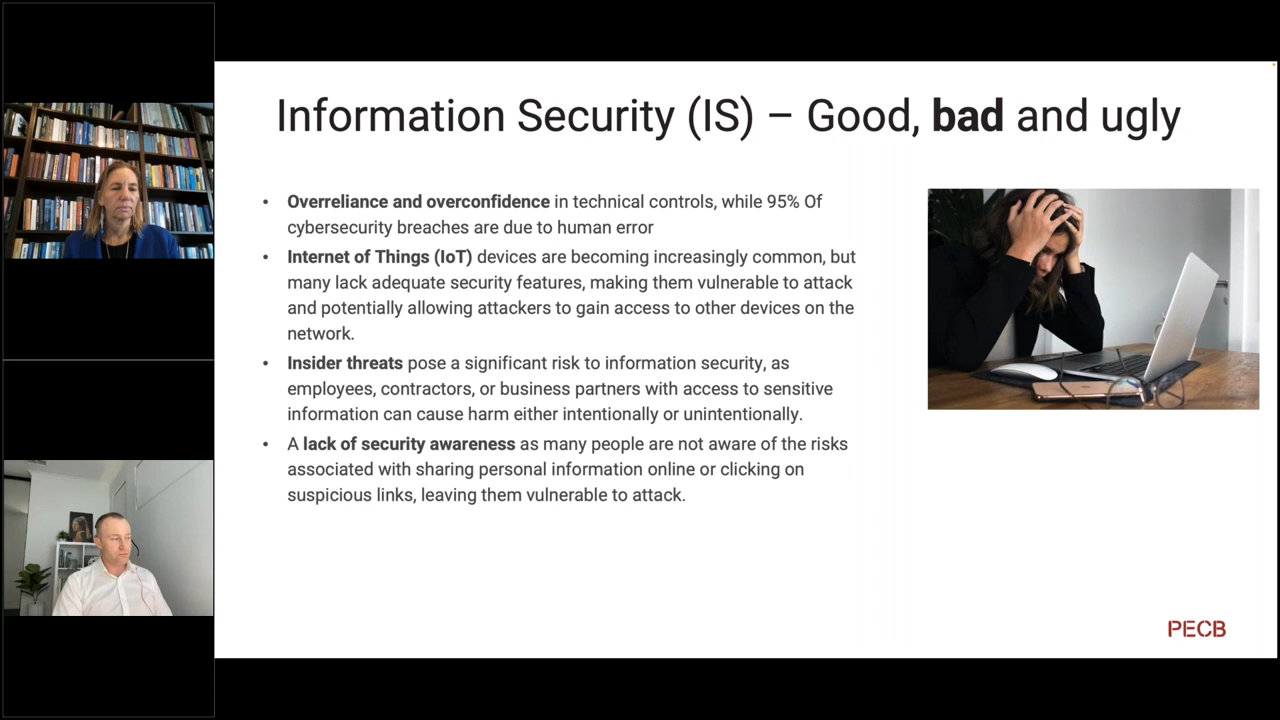 Information Security (IS) – Good, bad and ugly
• Overreliance and overconfidence in technical controls, while 95% Of
cybersecurity breaches are due to human error
• Internet of Things (IoT) devices are becoming increasingly common, but
many lack adequate security features, making them vulnerable to attack
and potentially allowing attackers to gain access to other devices on the
network.
• Insider threats pose a significant risk to information security, as
employees, contractors, or business partners with access to sensitive
information can cause harm either intentionally or unintentionally.
• A lack of security awareness as many people are not aware of the risks
associated with sharing personal information online or clicking on
suspicious links, leaving them vulnerable to attack.
PECB